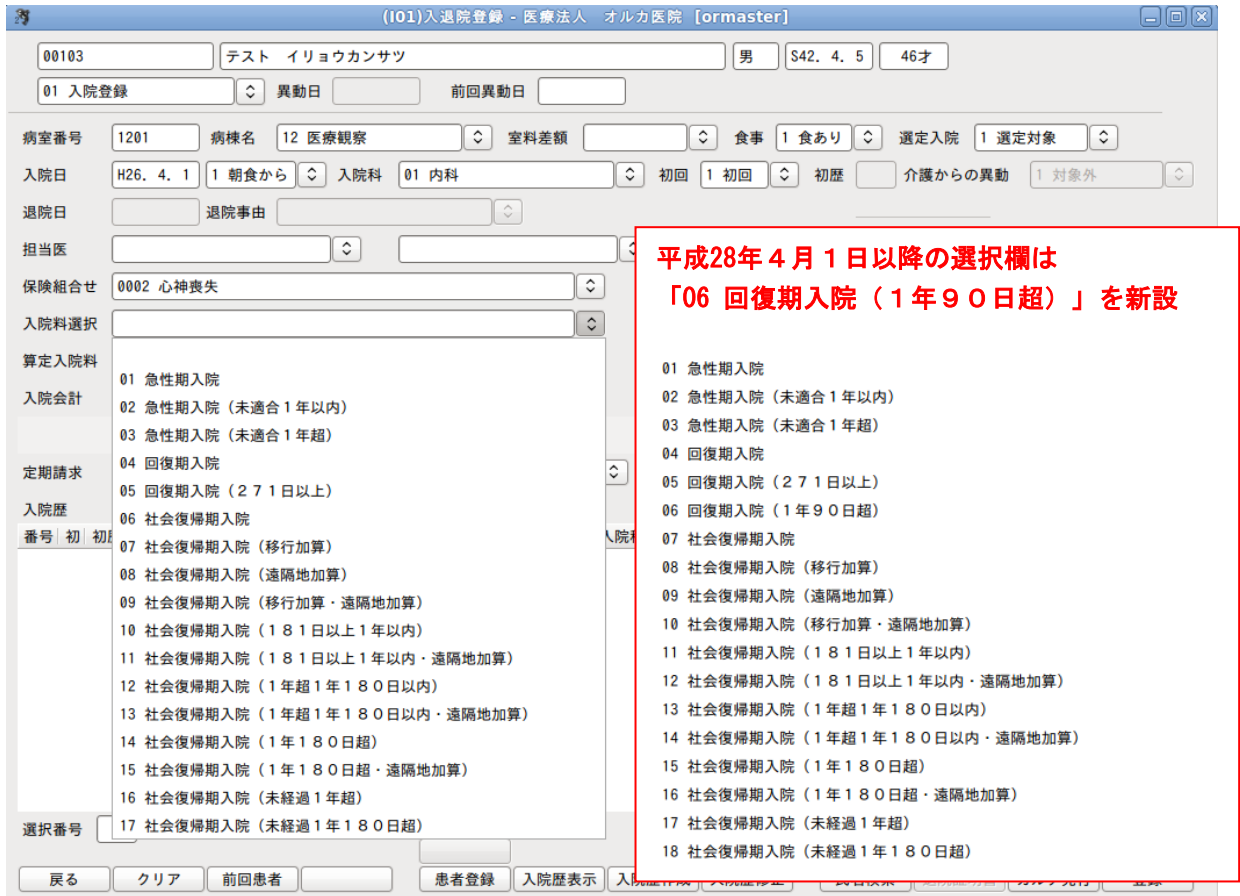 (I01)入退院登録 - 医療法人　オルカ医院 [ormaster]
00103 テスト　イリョウカンサツ 男 S42. 4. 5 46才
01 入院登録 異動日 前回異動日
病室番号 1201 病棟名 12 医療観察 室料差額 食事 1 食あり 選定入院 1 選定対象
入院日 H26. 4. 1 1 朝食から 入院科 01 内科 初回 1 初回 初歴 介護からの異動 1 対象外
退院日 退院事由
担当医
保険組合せ 0002 心神喪失
入院料選択
算定入院料
入院会計
定期請求
入院歴
番号 初
01 急性期入院
02 急性期入院（未適合１年以内）
03 急性期入院（未適合１年超）
04 回復期入院
05 回復期入院（２７１日以上）
06 社会復帰期入院
07 社会復帰期入院（移行加算）
08 社会復帰期入院（遠隔地加算）
09 社会復帰期入院（移行加算・遠隔地加算）
10 社会復帰期入院（１８１日以上１年以内）
11 社会復帰期入院（１８１日以上１年以内・遠隔地加算）
12 社会復帰期入院（１年超１年１８０日以内）
13 社会復帰期入院（１年超１年１８０日以内・遠隔地加算）
14 社会復帰期入院（１年１８０日超）
15 社会復帰期入院（１年１８０日超・遠隔地加算）
16 社会復帰期入院（未経過１年超）
17 社会復帰期入院（未経過１年１８０日超）
平成28年４月１日以降の選択欄は
「06 回復期入院（１年９０日超）」を新設
01 急性期入院
02 急性期入院（未適合１年以内）
03 急性期入院（未適合１年超）
04 回復期入院
05 回復期入院（２７１日以上）
06 回復期入院（１年９０日超）
07 社会復帰期入院
08 社会復帰期入院（移行加算）
09 社会復帰期入院（遠隔地加算）
10 社会復帰期入院（移行加算・遠隔地加算）
11 社会復帰期入院（１８１日以上１年以内）
12 社会復帰期入院（１８１日以上１年以内・遠隔地加算）
13 社会復帰期入院（１年超１年１８０日以内）
14 社会復帰期入院（１年超１年１８０日以内・遠隔地加算）
15 社会復帰期入院（１年１８０日超）
16 社会復帰期入院（１年１８０日超・遠隔地加算）
17 社会復帰期入院（未経過１年超）
18 社会復帰期入院（未経過１年１８０日超）
選択番号
戻る クリア 前回患者 患者登録 入院歴表示